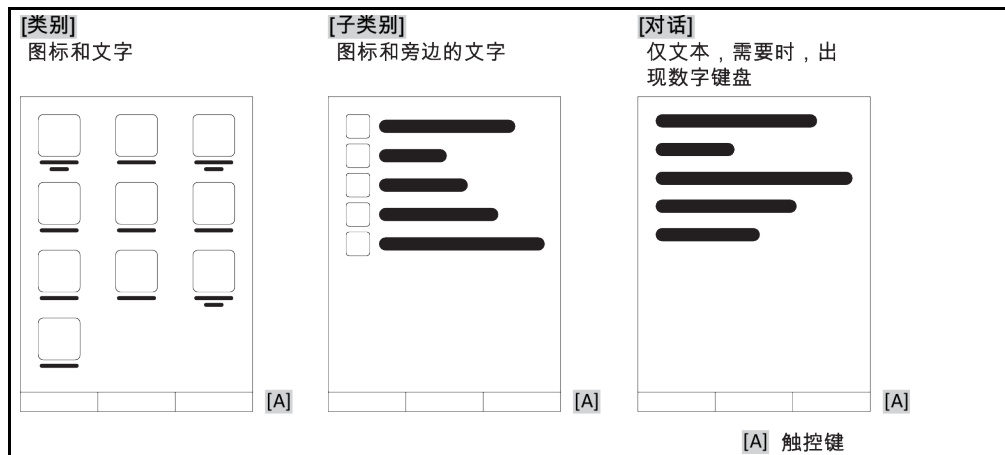 [类别]
图标和文字
[子类别]
图标和旁边的文字
[对话]
仅文本，需要时，出
现数字键盘
[A]
[A]
[A]
[A] 触控键